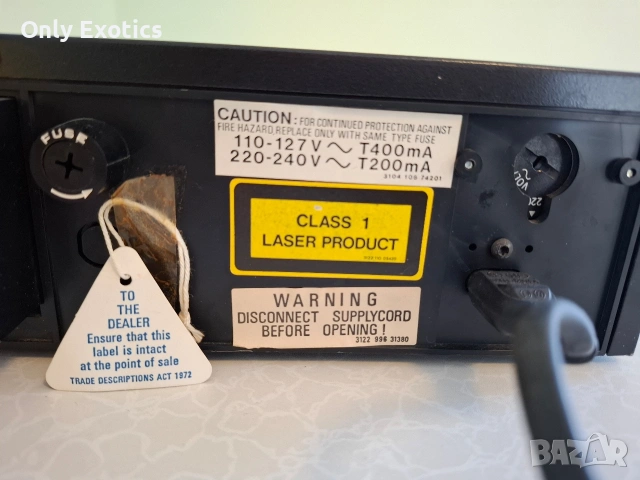 Only Exotics
FUSE
CAUTION: FOR CONTINUED PROTECTION AGAINST
FIRE HAZARD, REPLACE ONLY WITH SAME TYPE FUSE
110-127V ~ T400mA
220-240V ~ T200mA
3104 108 74201
CLASS 1
LASER PRODUCT
WARNING
DISCONNECT SUPPLYCORD
BEFORE OPENING!
3122 996 31380
TO
THE
DEALER
Ensure that this
label is intact
at the point of sale
TRADE DESCRIPTIONS ACT 1972
220
BAZAR